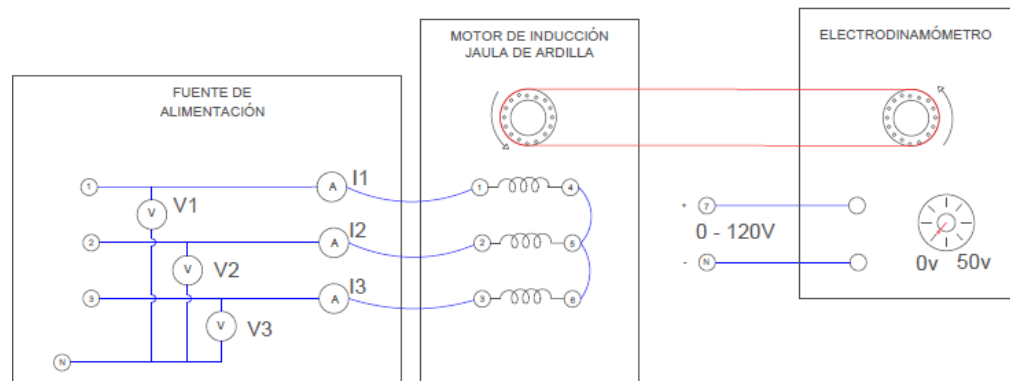 FUENTE DE
ALIMENTACIÓN
1
A
I1
V
V1
2
A
I2
V
V2
3
A
I3
V
V3
N
MOTOR DE INDUCCIÓN
JAULA DE ARDILLA
1
4
2
5
3
6
ELECTRODINAMÓMETRO
+ 7
0 - 120V
- N
0v 50v